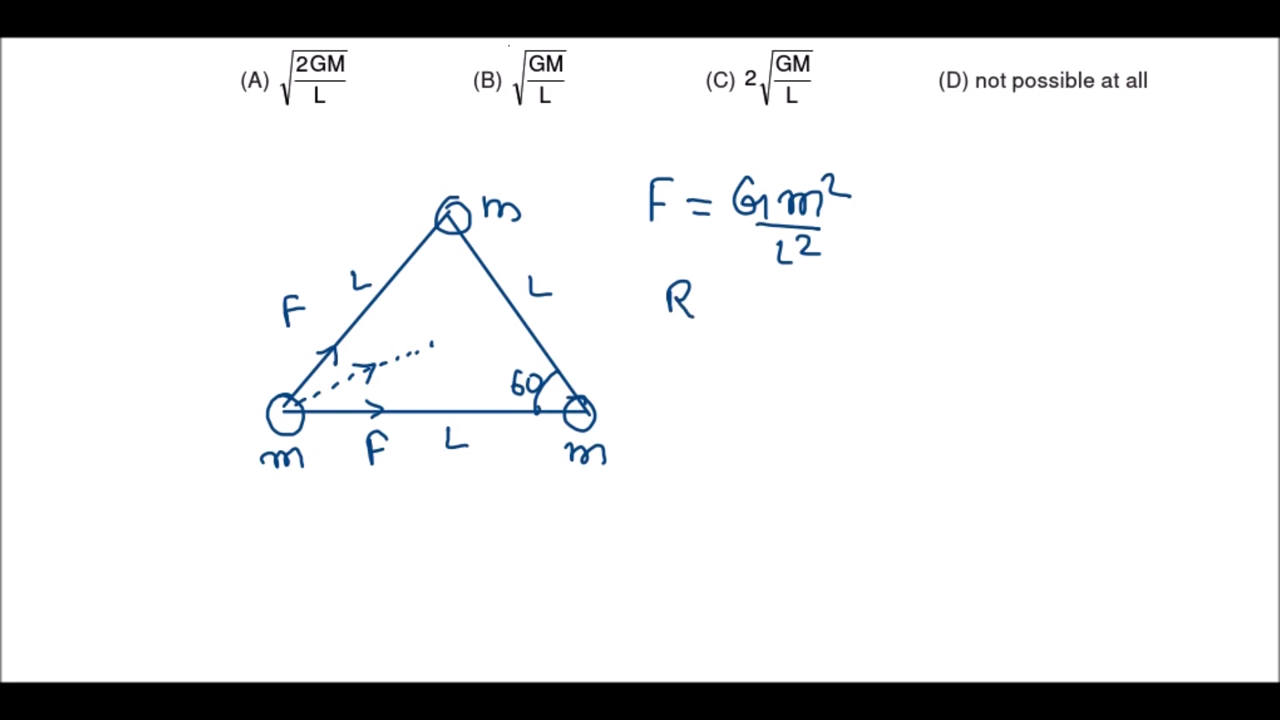 (A) √(2GM/L) (B) √(GM/L) (C) 2√(GM/L) (D) not possible at all
m F = Gm²/L²
L L R
F
60
m F L m